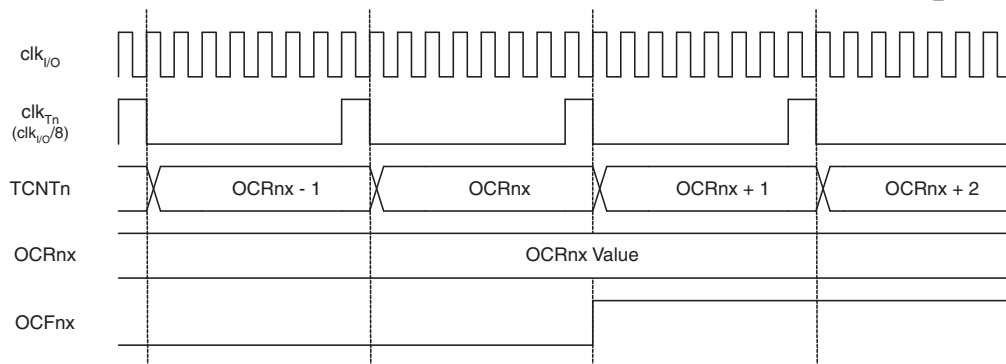 clkI/O
clkTn
(clkI/O/8)
TCNTn
OCRnx - 1
OCRnx
OCRnx + 1
OCRnx + 2
OCRnx
OCRnx Value
OCFnx